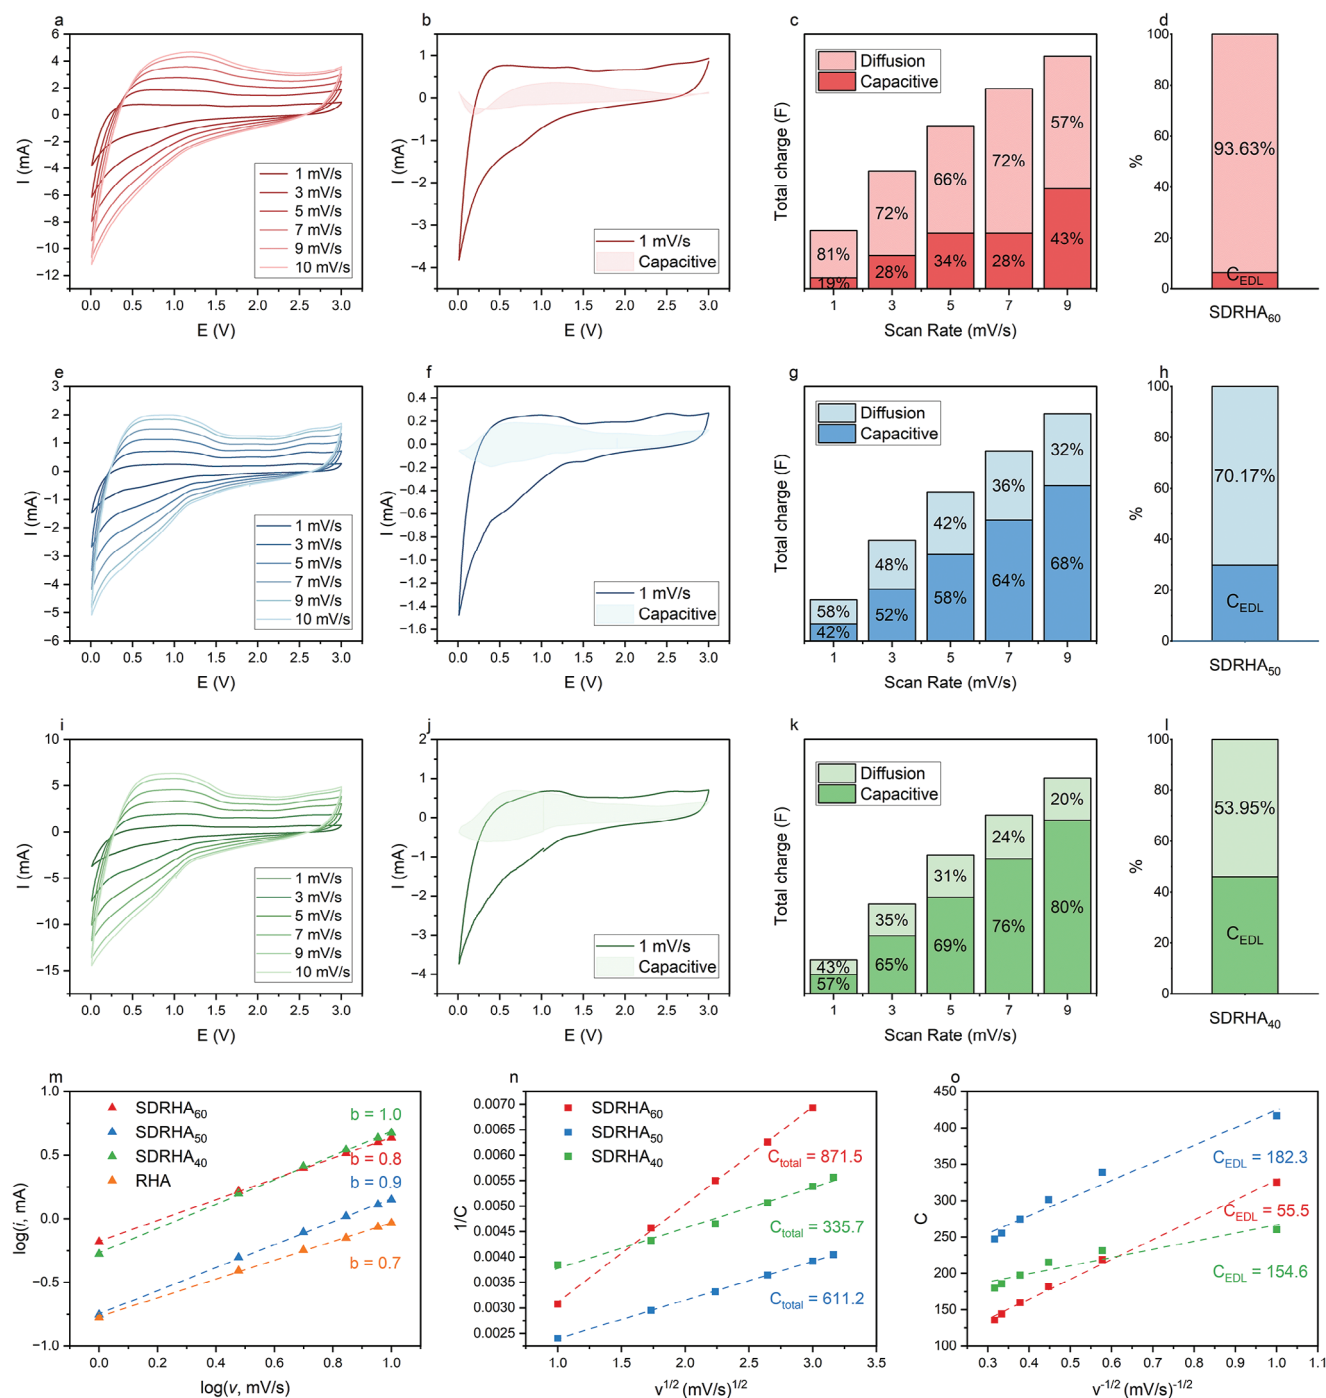 a
6
4
2
0
−2
−4
−6
−8
−10
−12
I (mA)
1 mV/s
3 mV/s
5 mV/s
7 mV/s
9 mV/s
10 mV/s
0.0 0.5 1.0 1.5 2.0 2.5 3.0
E (V)
b
1
0
−1
−2
−3
−4
I (mA)
1 mV/s
Capacitive
0.0 0.5 1.0 1.5 2.0 2.5 3.0
E (V)
c
Total charge (F)
Diffusion
Capacitive
81%
19%
72%
28%
66%
34%
72%
28%
57%
43%
1 3 5 7 9
Scan Rate (mV/s)
d
100
80
60
40
20
0
%
93.63%
C_EDL
SDRHA₆₀
e
3
2
1
0
−1
−2
−3
−4
−5
−6
I (mA)
1 mV/s
3 mV/s
5 mV/s
7 mV/s
9 mV/s
10 mV/s
0.0 0.5 1.0 1.5 2.0 2.5 3.0
E (V)
f
0.4
0.2
0.0
−0.2
−0.4
−0.6
−0.8
−1.0
−1.2
−1.4
−1.6
I (mA)
1 mV/s
Capacitive
0.0 0.5 1.0 1.5 2.0 2.5 3.0
E (V)
g
Total charge (F)
Diffusion
Capacitive
58%
42%
48%
52%
42%
58%
36%
64%
32%
68%
1 3 5 7 9
Scan Rate (mV/s)
h
100
80
60
40
20
0
%
70.17%
C_EDL
SDRHA₅₀
i
10
5
0
−5
−10
−15
I (mA)
1 mV/s
3 mV/s
5 mV/s
7 mV/s
9 mV/s
10 mV/s
0.0 0.5 1.0 1.5 2.0 2.5 3.0
E (V)
j
2
1
0
−1
−2
−3
−4
I (mA)
1 mV/s
Capacitive
0.0 0.5 1.0 1.5 2.0 2.5 3.0
E (V)
k
Total charge (F)
Diffusion
Capacitive
43%
57%
35%
65%
31%
69%
24%
76%
20%
80%
1 3 5 7 9
Scan Rate (mV/s)
l
100
80
60
40
20
0
%
53.95%
C_EDL
SDRHA₄₀
m
1.0
0.5
0.0
−0.5
−1.0
log(i, mA)
SDRHA₆₀
SDRHA₅₀
SDRHA₄₀
RHA
b = 1.0
b = 0.8
b = 0.9
b = 0.7
0.0 0.2 0.4 0.6 0.8 1.0
log(v, mV/s)
n
0.0070
0.0065
0.0060
0.0055
0.0050
0.0045
0.0040
0.0035
0.0030
0.0025
1/C
SDRHA₆₀
SDRHA₅₀
SDRHA₄₀
C_total = 871.5
C_total = 335.7
C_total = 611.2
1.0 1.5 2.0 2.5 3.0 3.5
v^1/2 (mV/s)^1/2
o
450
400
350
300
250
200
150
100
C
C_EDL = 182.3
C_EDL = 55.5
C_EDL = 154.6
0.3 0.4 0.5 0.6 0.7 0.8 0.9 1.0
v^-1/2 (mV/s)^-1/2